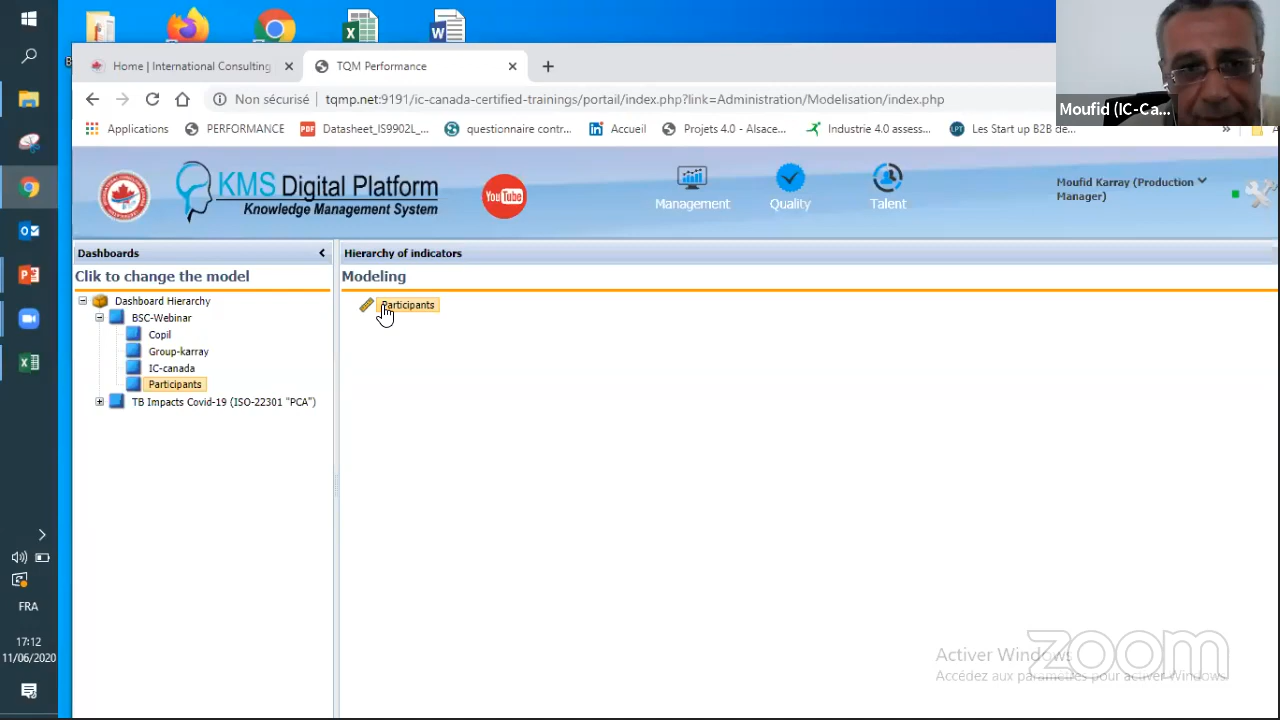 Home | International Consulting
TQM Performance
Non sécurisé
tqmp.net:9191/ic-canada-certified-trainings/portail/index.php?link=Administration/Modelisation/index.php
Moufid (IC-Ca...
Applications
PERFORMANCE
PDF
Datasheet_IS9902L_...
questionnaire contr...
Accueil
Projets 4.0 - Alsace...
Industrie 4.0 assess...
LPT
Les Start up B2B de...
»
KMS Digital Platform
Knowledge Management System
YouTube
Management
Quality
Talent
Moufid Karray (Production
Manager)
Dashboards
Hierarchy of indicators
Clik to change the model
Modeling
Dashboard Hierarchy
Participants
BSC-Webinar
Copil
Group-karray
IC-canada
Participants
TB Impacts Covid-19 (ISO-22301 "PCA")
FRA
17:12
11/06/2020
Activer Windows
Accédez aux paramètres pour activer Windows.
zoom